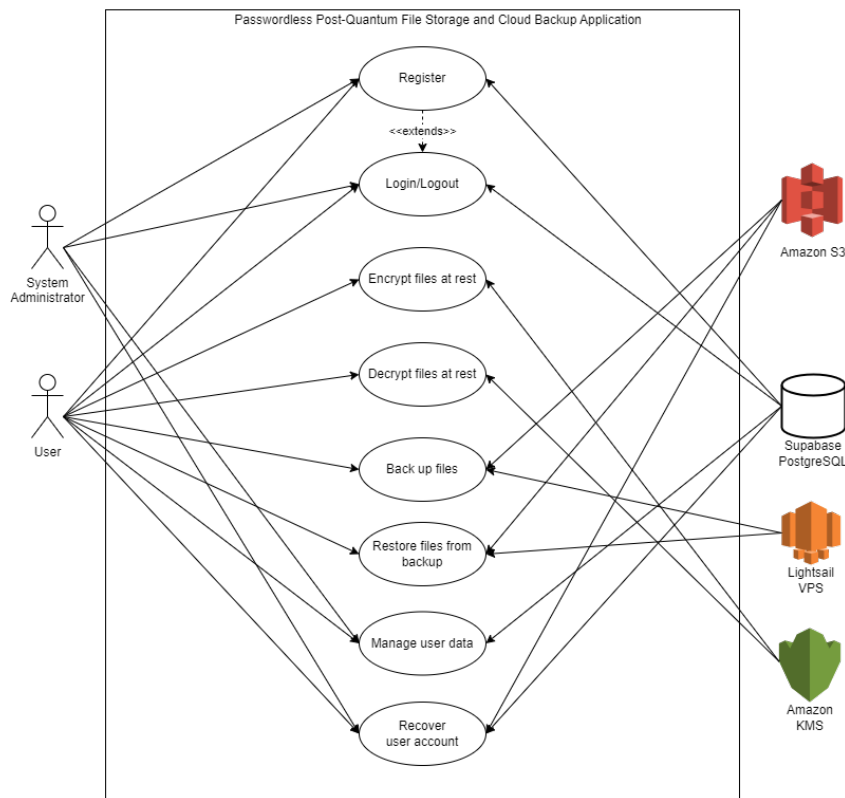 Passwordless Post-Quantum File Storage and Cloud Backup Application
Register
<<extends>>
Login/Logout
Encrypt files at rest
Decrypt files at rest
Back up files
Restore files from
backup
Manage user data
Recover
user account
System
Administrator
User
Amazon S3
Supabase
PostgreSQL
Lightsail
VPS
Amazon
KMS